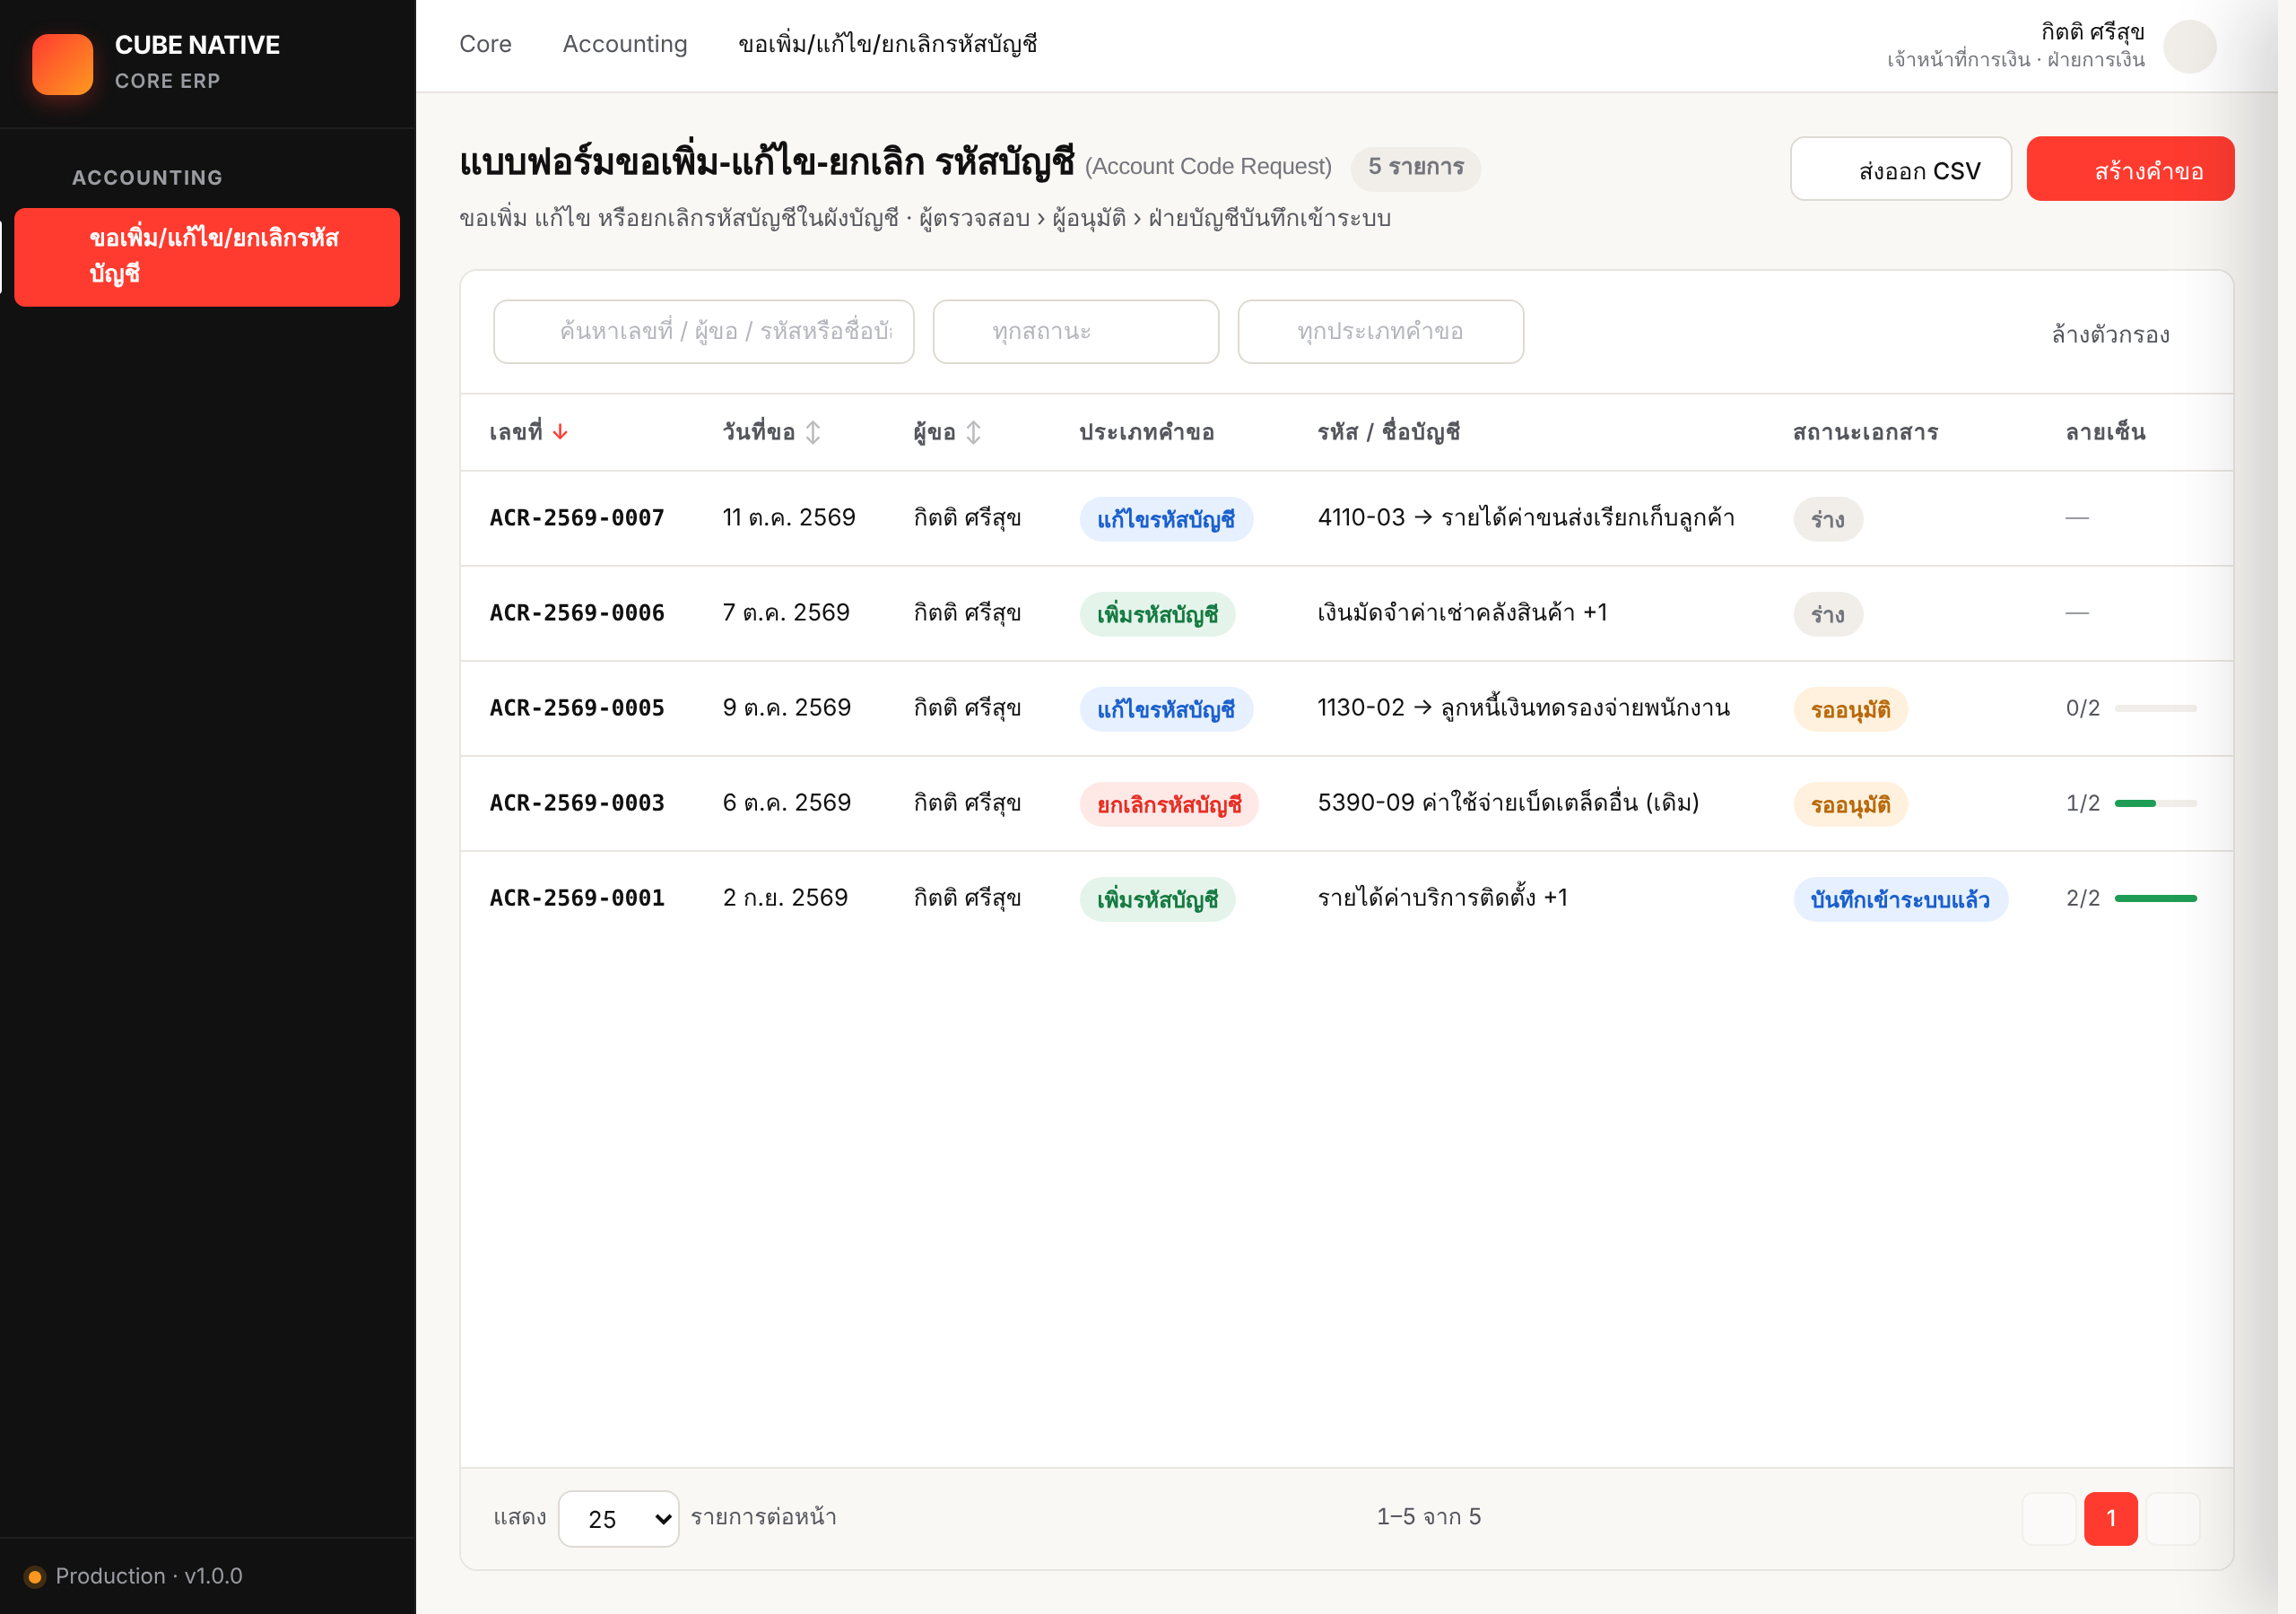 CUBE NATIVE
CORE ERP
ACCOUNTING
ขอเพิ่ม/แก้ไข/ยกเลิกรหัส
บัญชี
Production · v1.0.0
Core Accounting ขอเพิ่ม/แก้ไข/ยกเลิกรหัสบัญชี
กิตติ ศรีสุข
เจ้าหน้าที่การเงิน · ฝ่ายการเงิน
แบบฟอร์มขอเพิ่ม-แก้ไข-ยกเลิก รหัสบัญชี (Account Code Request) 5 รายการ
ขอเพิ่ม แก้ไข หรือยกเลิกรหัสบัญชีในผังบัญชี · ผู้ตรวจสอบ › ผู้อนุมัติ › ฝ่ายบัญชีบันทึกเข้าระบบ
ส่งออก CSV สร้างคำขอ
ค้นหาเลขที่ / ผู้ขอ / รหัสหรือชื่อบั ทุกสถานะ ทุกประเภทคำขอ ล้างตัวกรอง
เลขที่ ↓ วันที่ขอ ↕ ผู้ขอ ↕ ประเภทคำขอ รหัส / ชื่อบัญชี สถานะเอกสาร ลายเซ็น
ACR-2569-0007 11 ต.ค. 2569 กิตติ ศรีสุข แก้ไขรหัสบัญชี 4110-03 → รายได้ค่าขนส่งเรียกเก็บลูกค้า ร่าง —
ACR-2569-0006 7 ต.ค. 2569 กิตติ ศรีสุข เพิ่มรหัสบัญชี เงินมัดจำค่าเช่าคลังสินค้า +1 ร่าง —
ACR-2569-0005 9 ต.ค. 2569 กิตติ ศรีสุข แก้ไขรหัสบัญชี 1130-02 → ลูกหนี้เงินทดรองจ่ายพนักงาน รออนุมัติ 0/2
ACR-2569-0003 6 ต.ค. 2569 กิตติ ศรีสุข ยกเลิกรหัสบัญชี 5390-09 ค่าใช้จ่ายเบ็ดเตล็ดอื่น (เดิม) รออนุมัติ 1/2
ACR-2569-0001 2 ก.ย. 2569 กิตติ ศรีสุข เพิ่มรหัสบัญชี รายได้ค่าบริการติดตั้ง +1 บันทึกเข้าระบบแล้ว 2/2
แสดง 25 รายการต่อหน้า 1–5 จาก 5 1